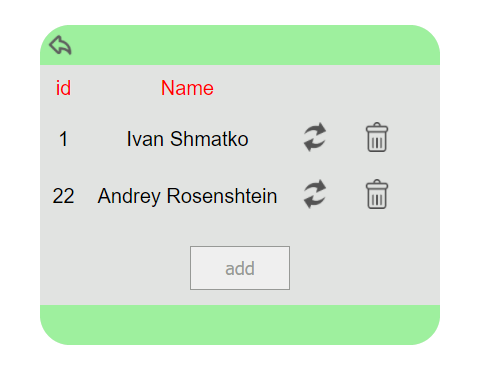 id Name
1 Ivan Shmatko
22 Andrey Rosenshtein
add